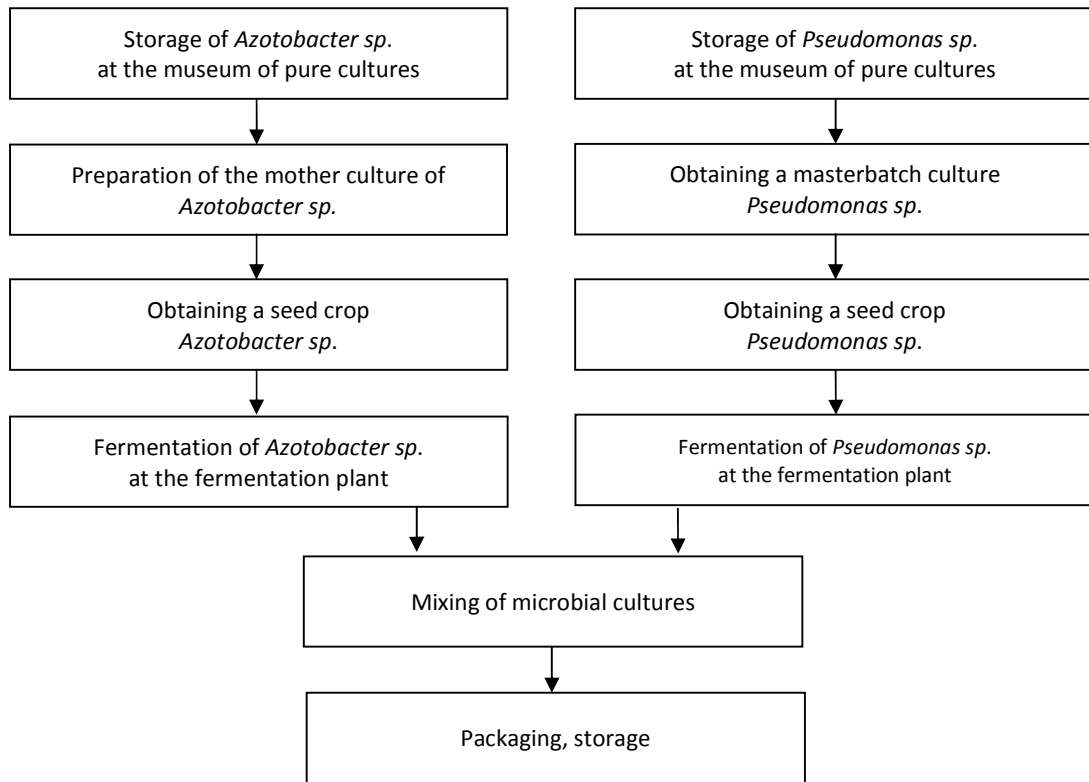 Storage of Azotobacter sp.
at the museum of pure cultures
Storage of Pseudomonas sp.
at the museum of pure cultures
Preparation of the mother culture of
Azotobacter sp.
Obtaining a masterbatch culture
Pseudomonas sp.
Obtaining a seed crop
Azotobacter sp.
Obtaining a seed crop
Pseudomonas sp.
Fermentation of Azotobacter sp.
at the fermentation plant
Fermentation of Pseudomonas sp.
at the fermentation plant
Mixing of microbial cultures
Packaging, storage